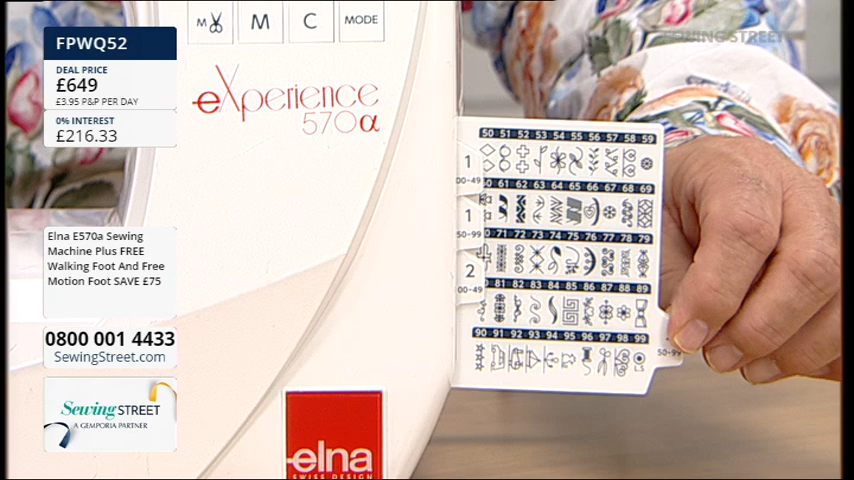 FPWQ52
DEAL PRICE
£649
£3.95 P&P PER DAY
0% INTEREST
£216.33
Elna E570a Sewing
Machine Plus FREE
Walking Foot And Free
Motion Foot SAVE £75
0800 001 4433
SewingStreet.com
Sewing STREET
A GEMPORIA PARTNER
SEWING STREET
M M C MODE
eXperience
570α
elna
SWISS DESIGN
50 51 52 53 54 55 56 57 58 59
1
00-49
60 61 62 63 64 65 66 67 68 69
1
50-99
70 71 72 73 74 75 76 77 78 79
2
00-49
81 82 83 84 85 86 87 88 89
90 91 92 93 94 95 96 97 98 99
50-99